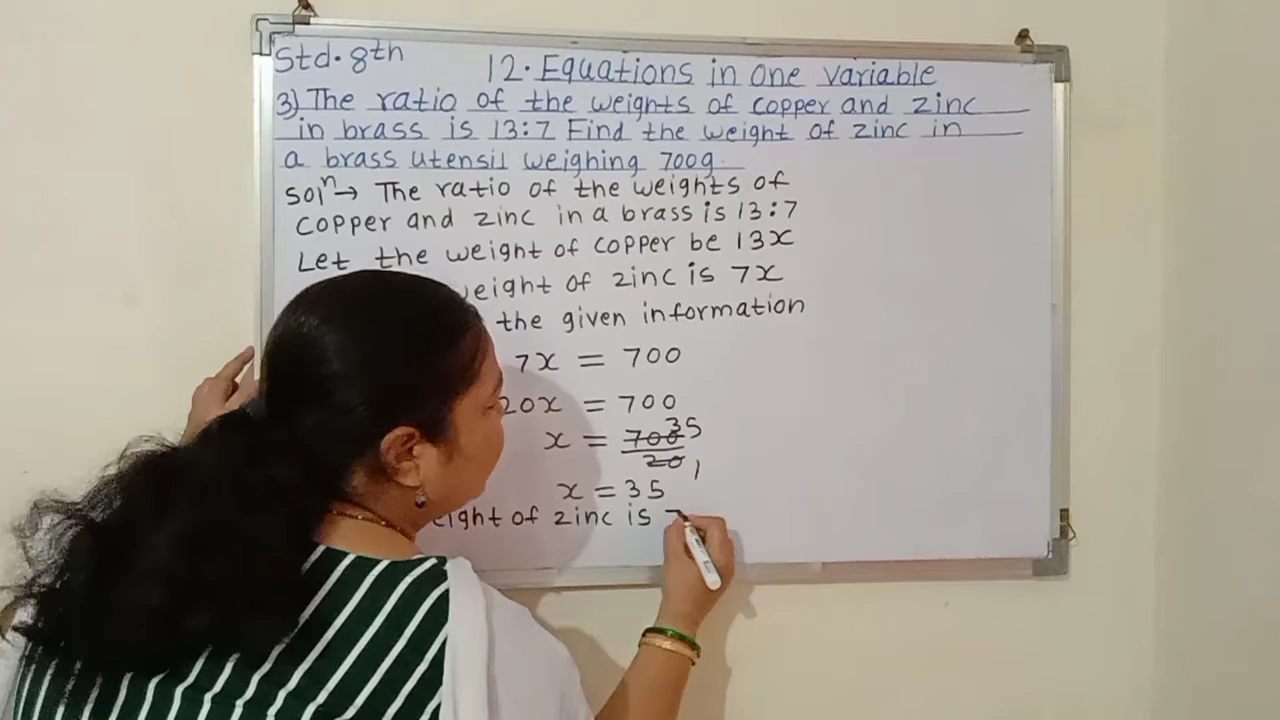 Std. 8th
12. Equations in one variable
3) The ratio of the weights of copper and zinc
in brass is 13:7 Find the weight of zinc in
a brass utensil weighing 700g.
Solⁿ→ The ratio of the weights of
copper and zinc in a brass is 13:7
Let the weight of copper be 13x
of zinc is 7x
the given information
7x = 700
20x = 700
x = 700/20 35 1
x = 35
of zinc is